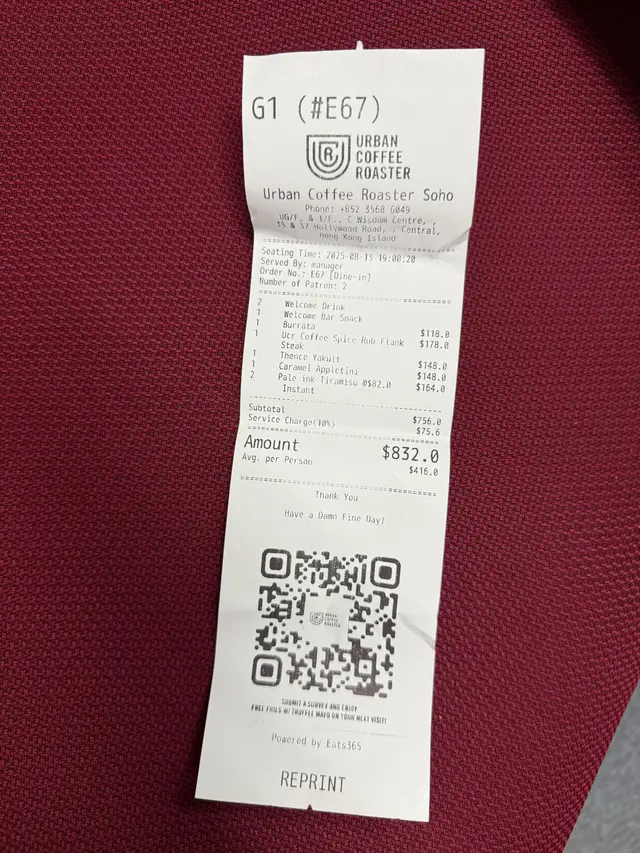 G1 (#E67)
URBAN
COFFEE
ROASTER
Urban Coffee Roaster Soho
Phone: +852 3568 6049
UG/F, & 1/F., C Wisdom Centre, ,
35 & 37 Hollywood Road, , Central,
Hong Kong Island
Seating Time: 2025-08-13 19:00:20
Served By: manager
Order No.: E67 [Dine-in]
Number of Patron: 2
2 Welcome Drink
1 Welcome Bar Snack
1 Burrata $118.0
1 Ucr Coffee Spice Rub Flank $178.0
Steak
1 Thence Yakult $148.0
1 Caramel Appletini $148.0
2 Pale ink Tiramisu @$82.0 $164.0
Instant
Subtotal $756.0
Service Charge(10%) $75.6
Amount $832.0
Avg. per Person $416.0
Thank You
Have a Damn Fine Day!
URBAN
COFFEE
ROASTER
SUBMIT A SURVEY AND ENJOY
FREE FRIES W/TRUFFLE MAYO ON YOUR NEXT VISIT!
Powered by Eats365
REPRINT